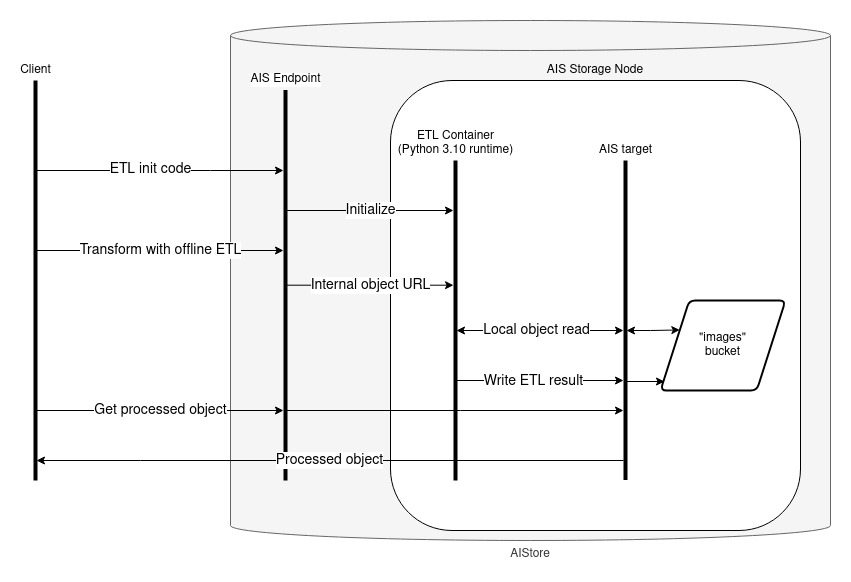 Client
AIS Endpoint
AIS Storage Node
ETL Container
(Python 3.10 runtime)
AIS target
ETL init code
Initialize
Transform with offline ETL
Internal object URL
Local object read
"images"
bucket
Write ETL result
Get processed object
Processed object
AIStore